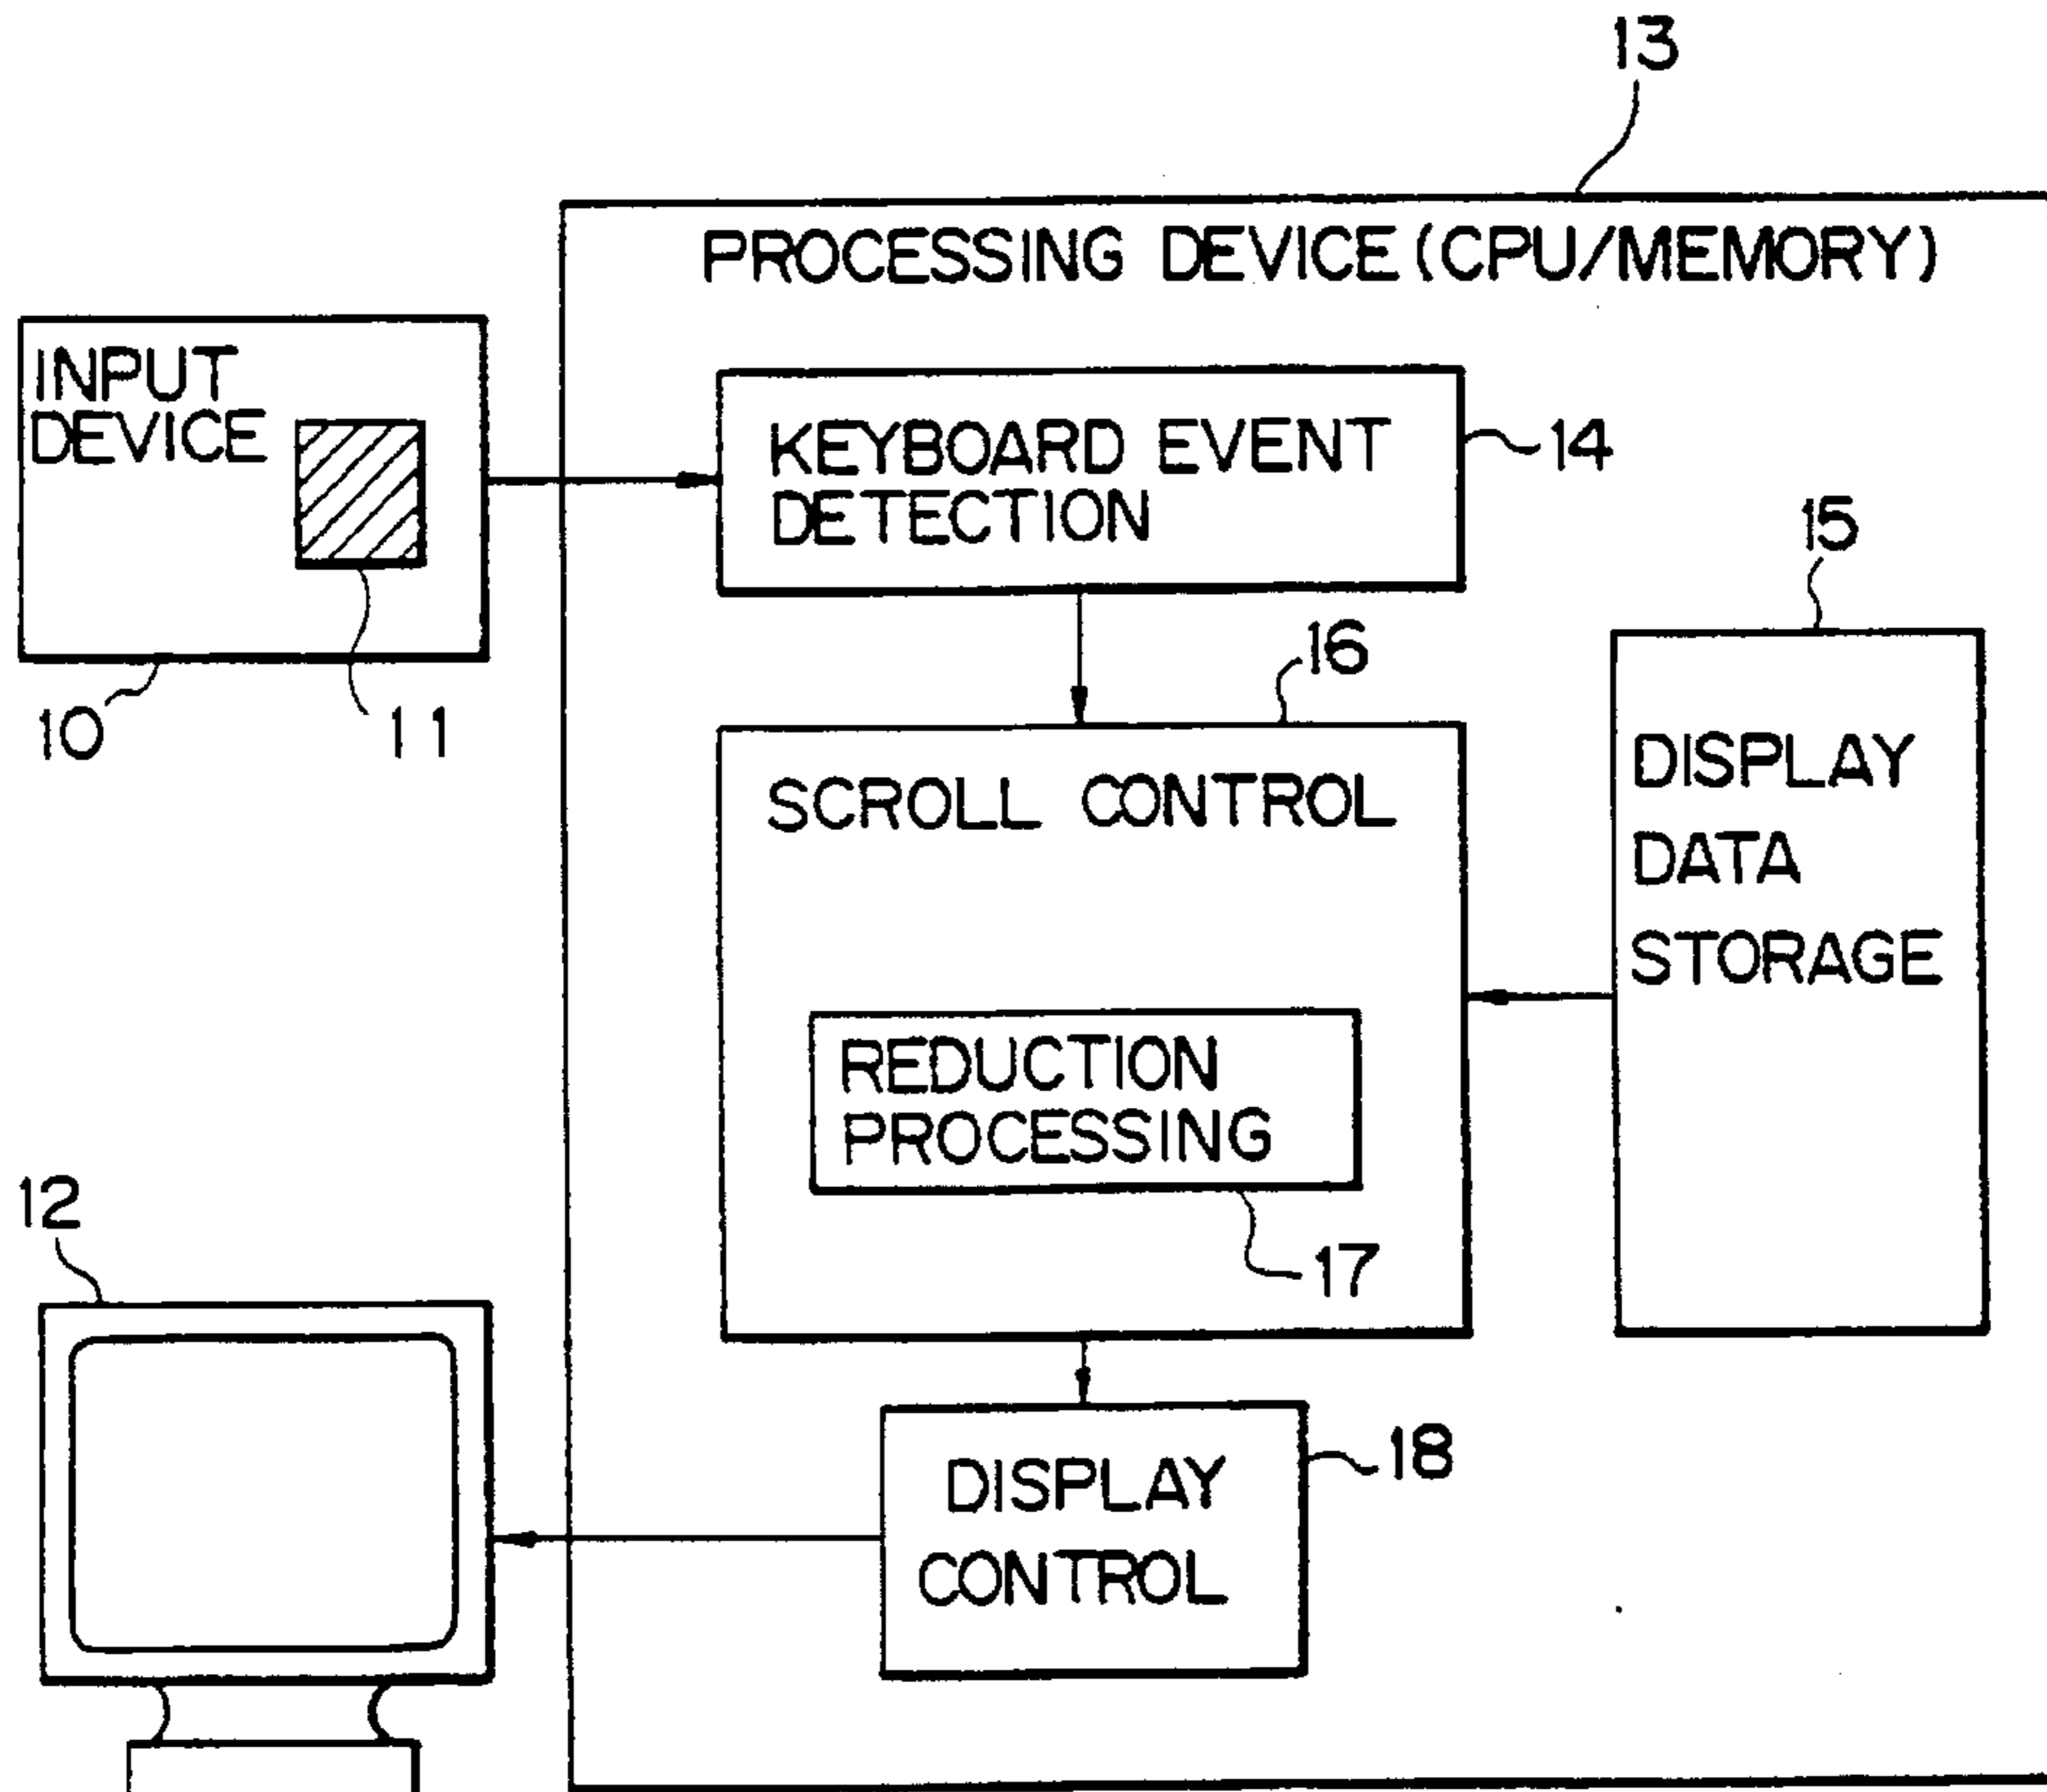 13
PROCESSING DEVICE (CPU/MEMORY)
INPUT
DEVICE
10
11
KEYBOARD EVENT
DETECTION
14
15
16
SCROLL CONTROL
DISPLAY
DATA
STORAGE
REDUCTION
PROCESSING
17
12
DISPLAY
CONTROL
18